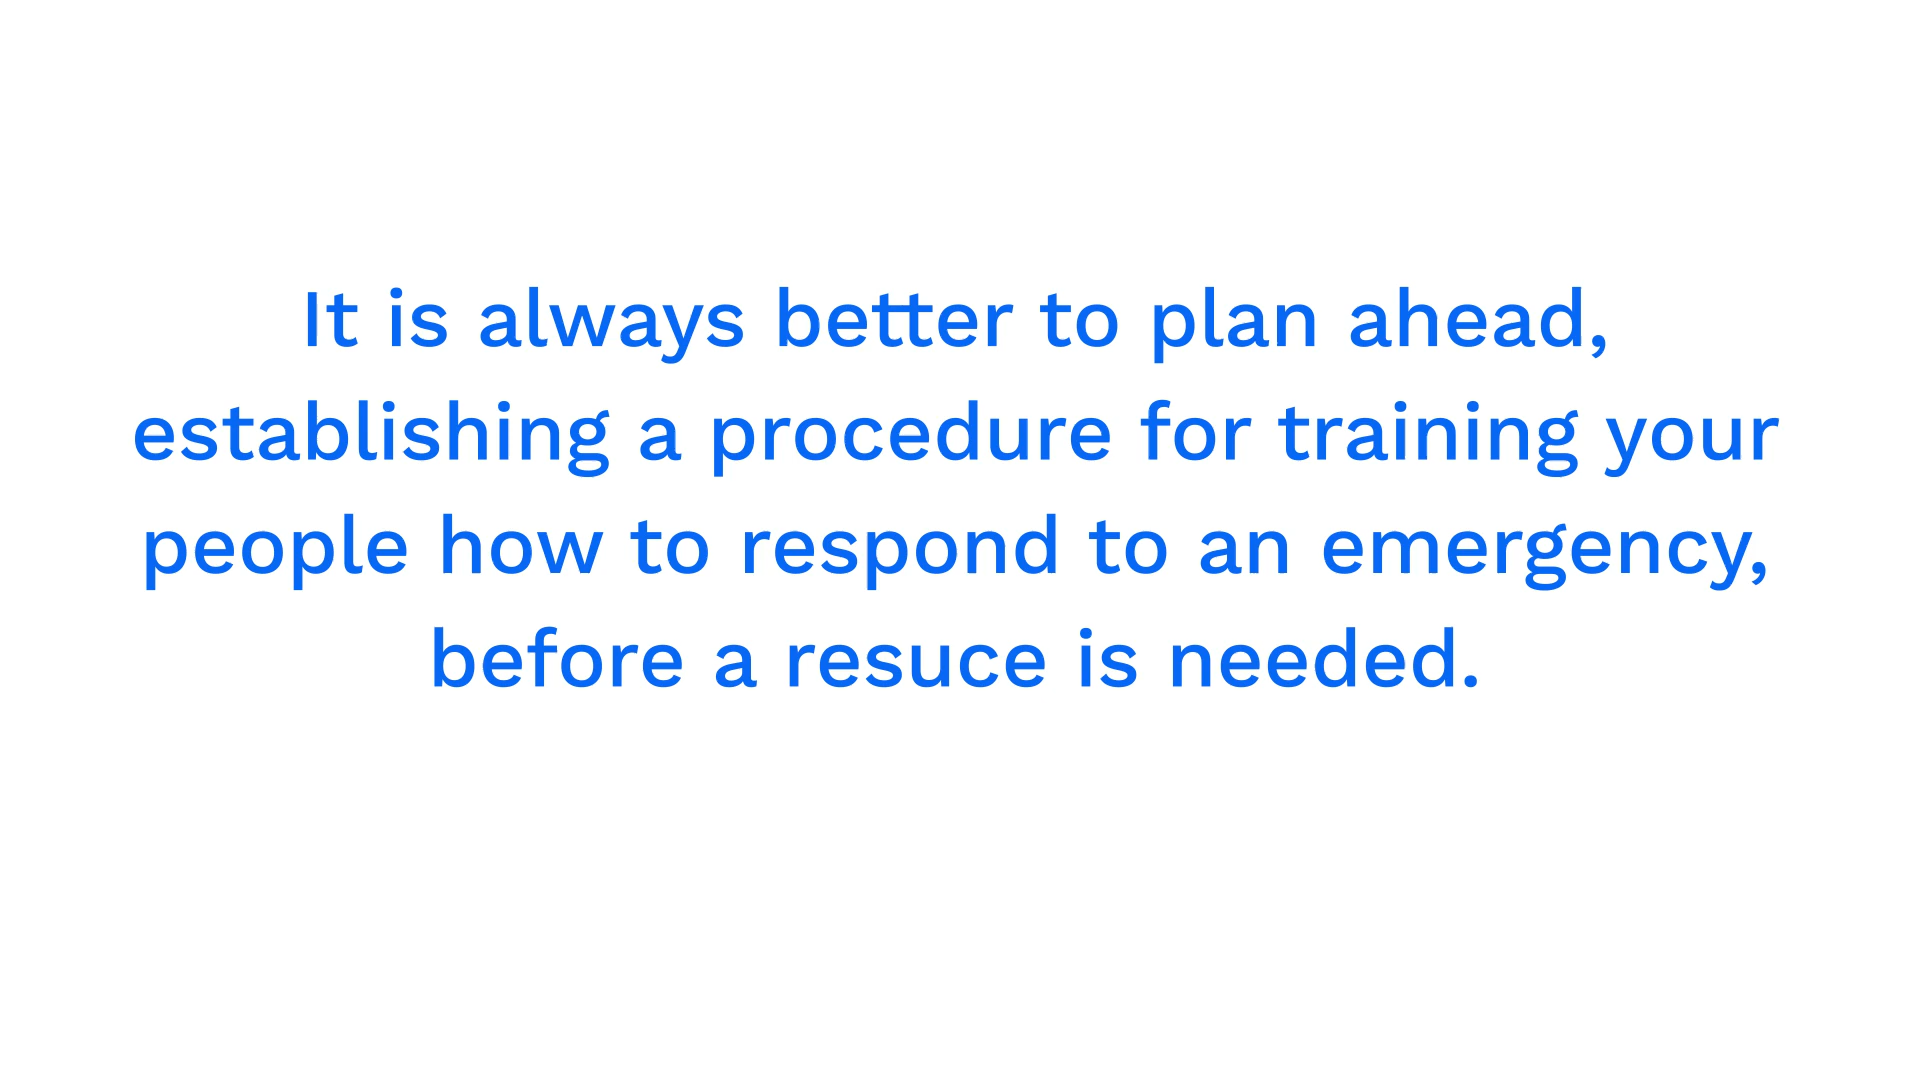 It is always better to plan ahead,
establishing a procedure for training your
people how to respond to an emergency,
before a resuce is needed.